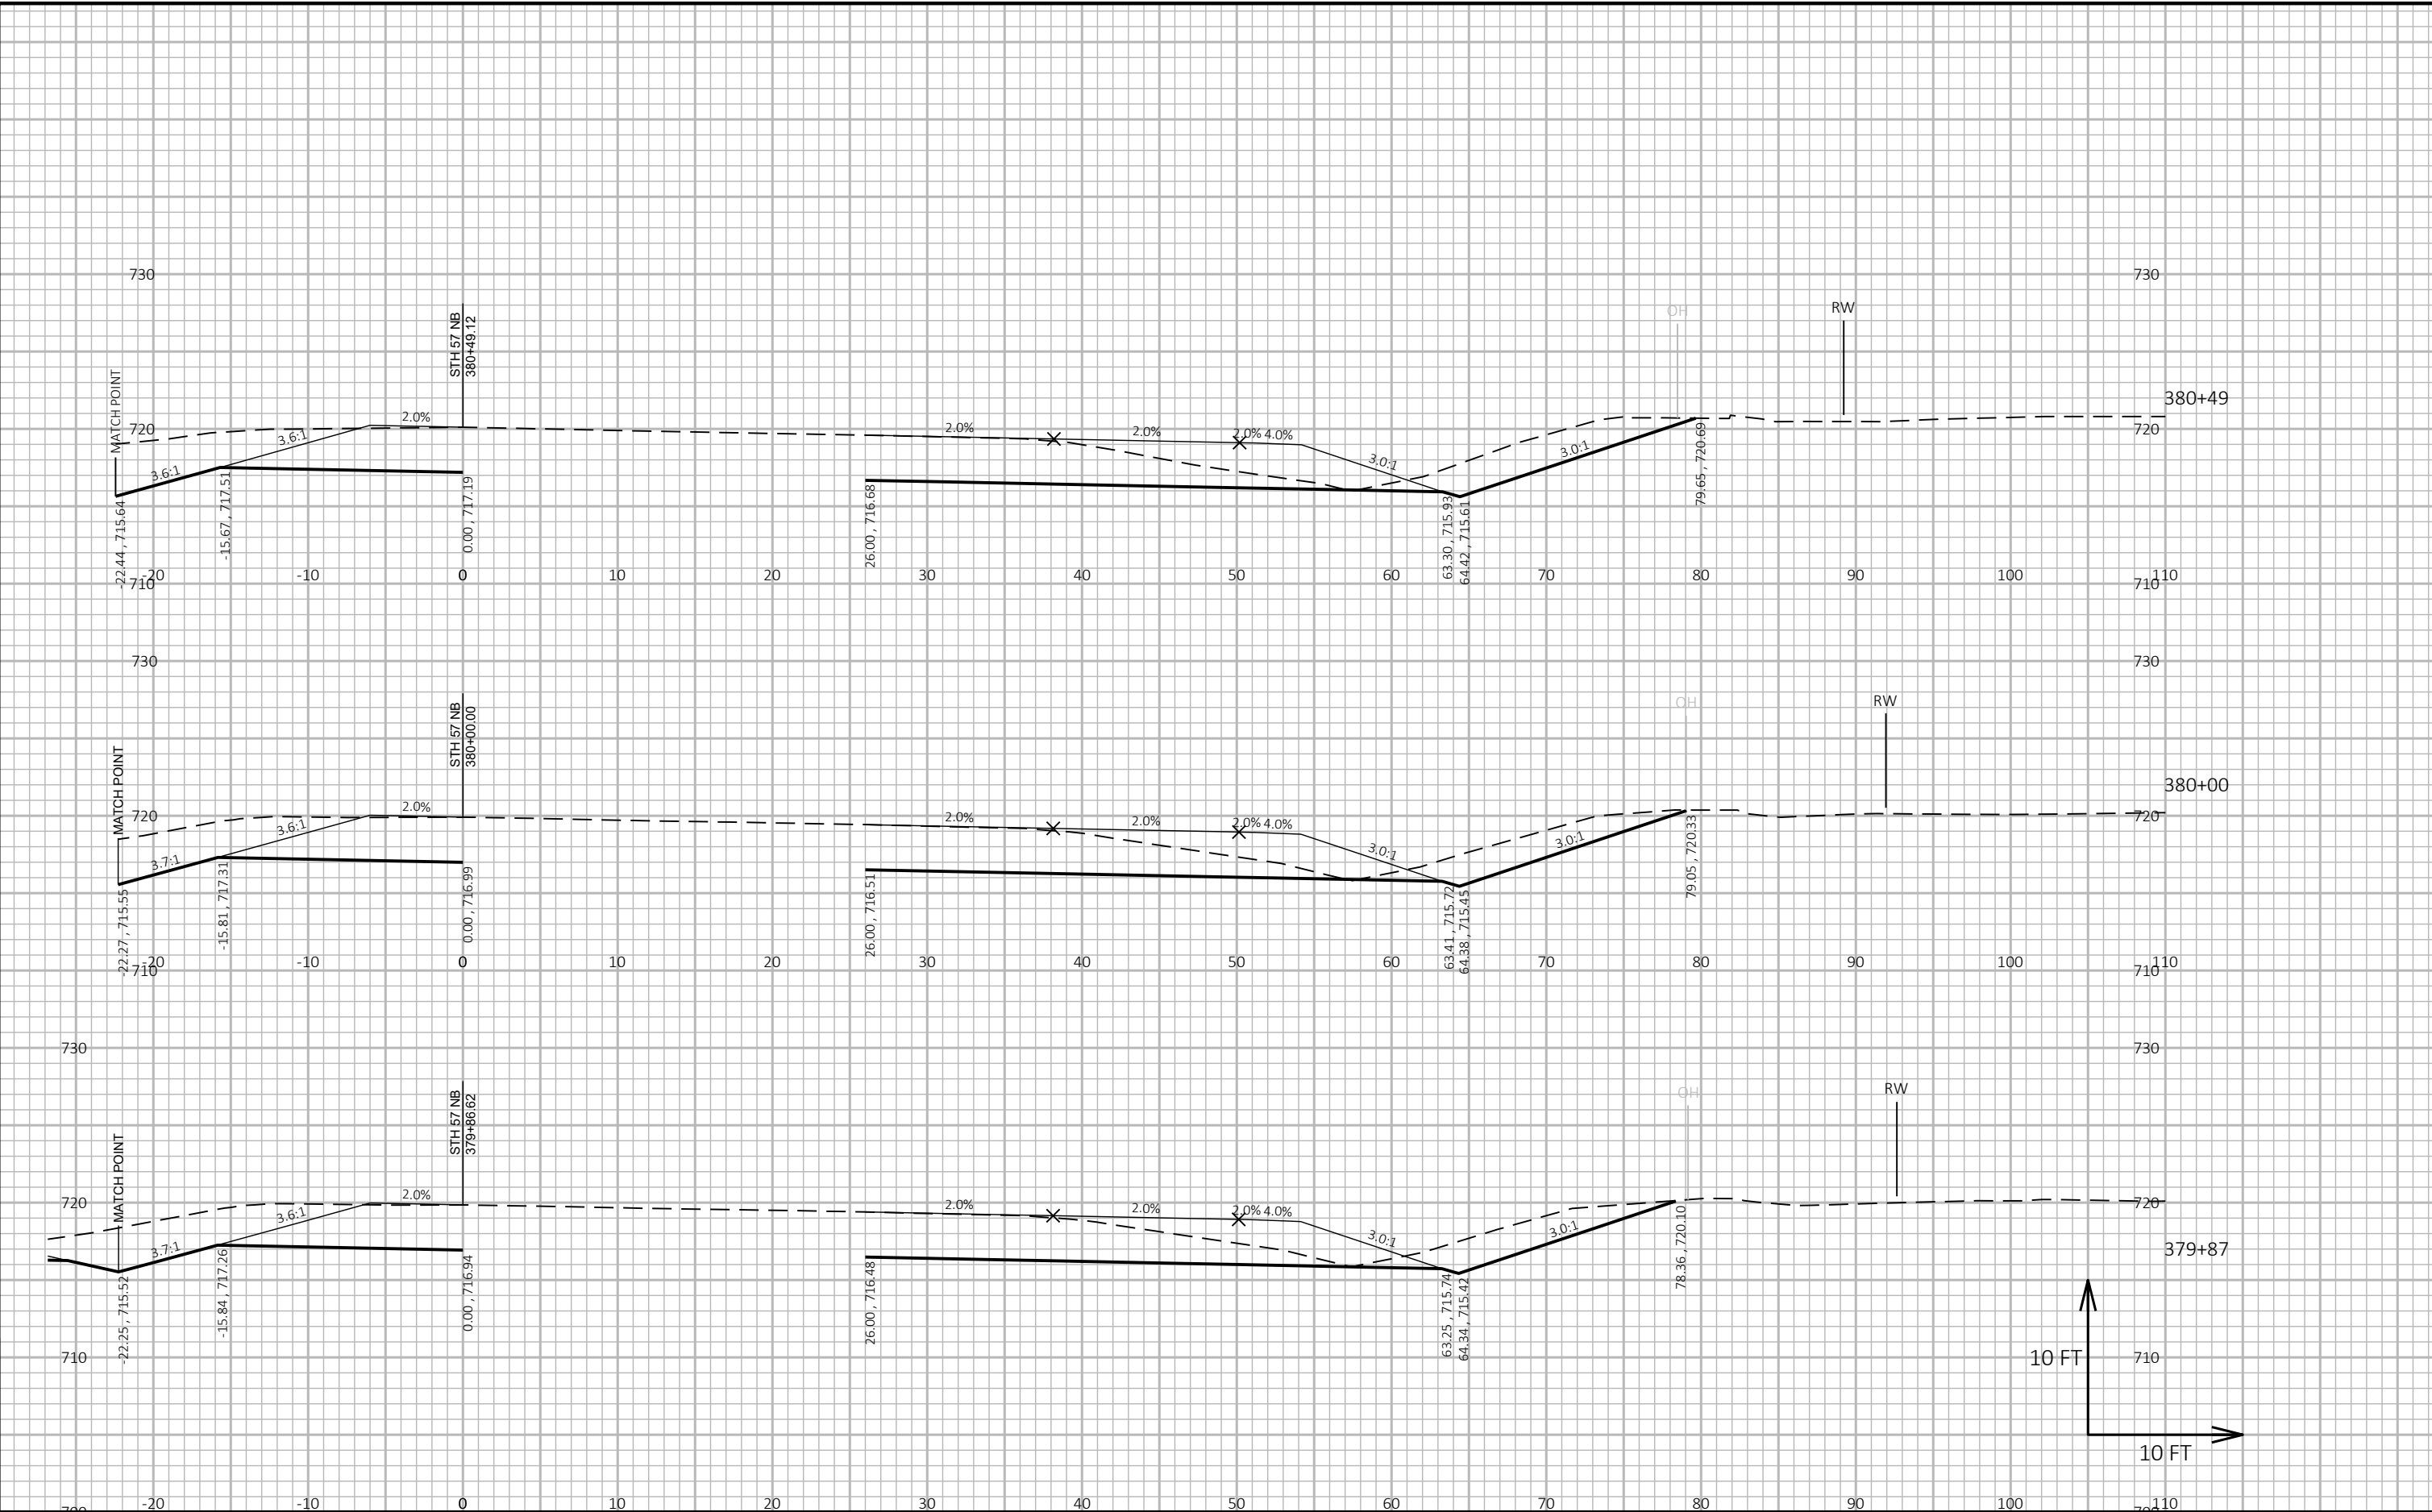 730 730
OH RW
STH 57 NB
380+49.12
MATCH POINT
380+49
720 2.0% 2.0% 2.0% 2.0% 4.0% 720
3.6:1 3.6:1 3.0:1 3.0:1
-22.44 , 715.64
-15.67 , 717.51
0.00 , 717.19
26.00 , 716.68
63.30 , 715.93
64.42 , 715.61
79.65 , 720.69
-20 -10 0 10 20 30 40 50 60 70 80 90 100 110
710 710
730 730
OH RW
STH 57 NB
380+00.00
MATCH POINT
380+00
720 2.0% 2.0% 2.0% 2.0% 4.0% 720
3.7:1 3.6:1 3.0:1 3.0:1
-22.27 , 715.55
-15.81 , 717.31
0.00 , 716.99
26.00 , 716.51
63.41 , 715.72
64.38 , 715.45
79.05 , 720.33
-20 -10 0 10 20 30 40 50 60 70 80 90 100 110
710 710
730 730
OH RW
STH 57 NB
379+86.62
MATCH POINT
720 2.0% 2.0% 2.0% 2.0% 4.0% 720
3.7:1 3.6:1 3.0:1 3.0:1
379+87
-22.25 , 715.52
-15.84 , 717.26
0.00 , 716.94
26.00 , 716.48
63.25 , 715.74
64.34 , 715.42
78.36 , 720.10
710 10 FT 710
10 FT
-20 -10 0 10 20 30 40 50 60 70 80 90 100 110